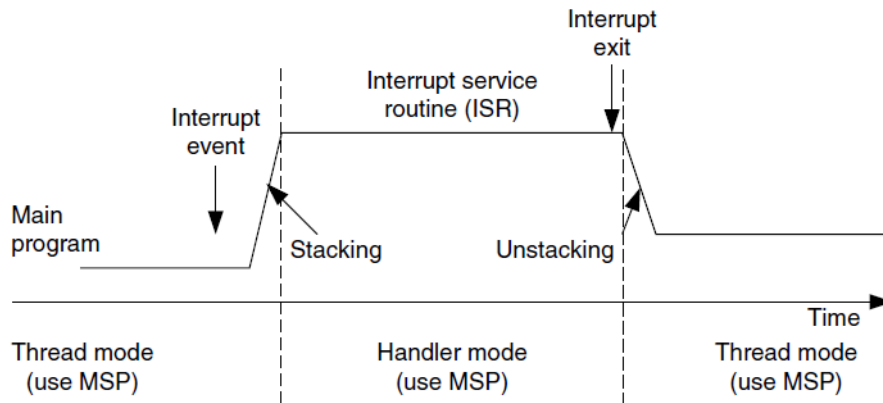 Interrupt
exit
Interrupt service
routine (ISR)
Interrupt
event
Main
program
Stacking
Unstacking
Time
Thread mode
(use MSP)
Handler mode
(use MSP)
Thread mode
(use MSP)